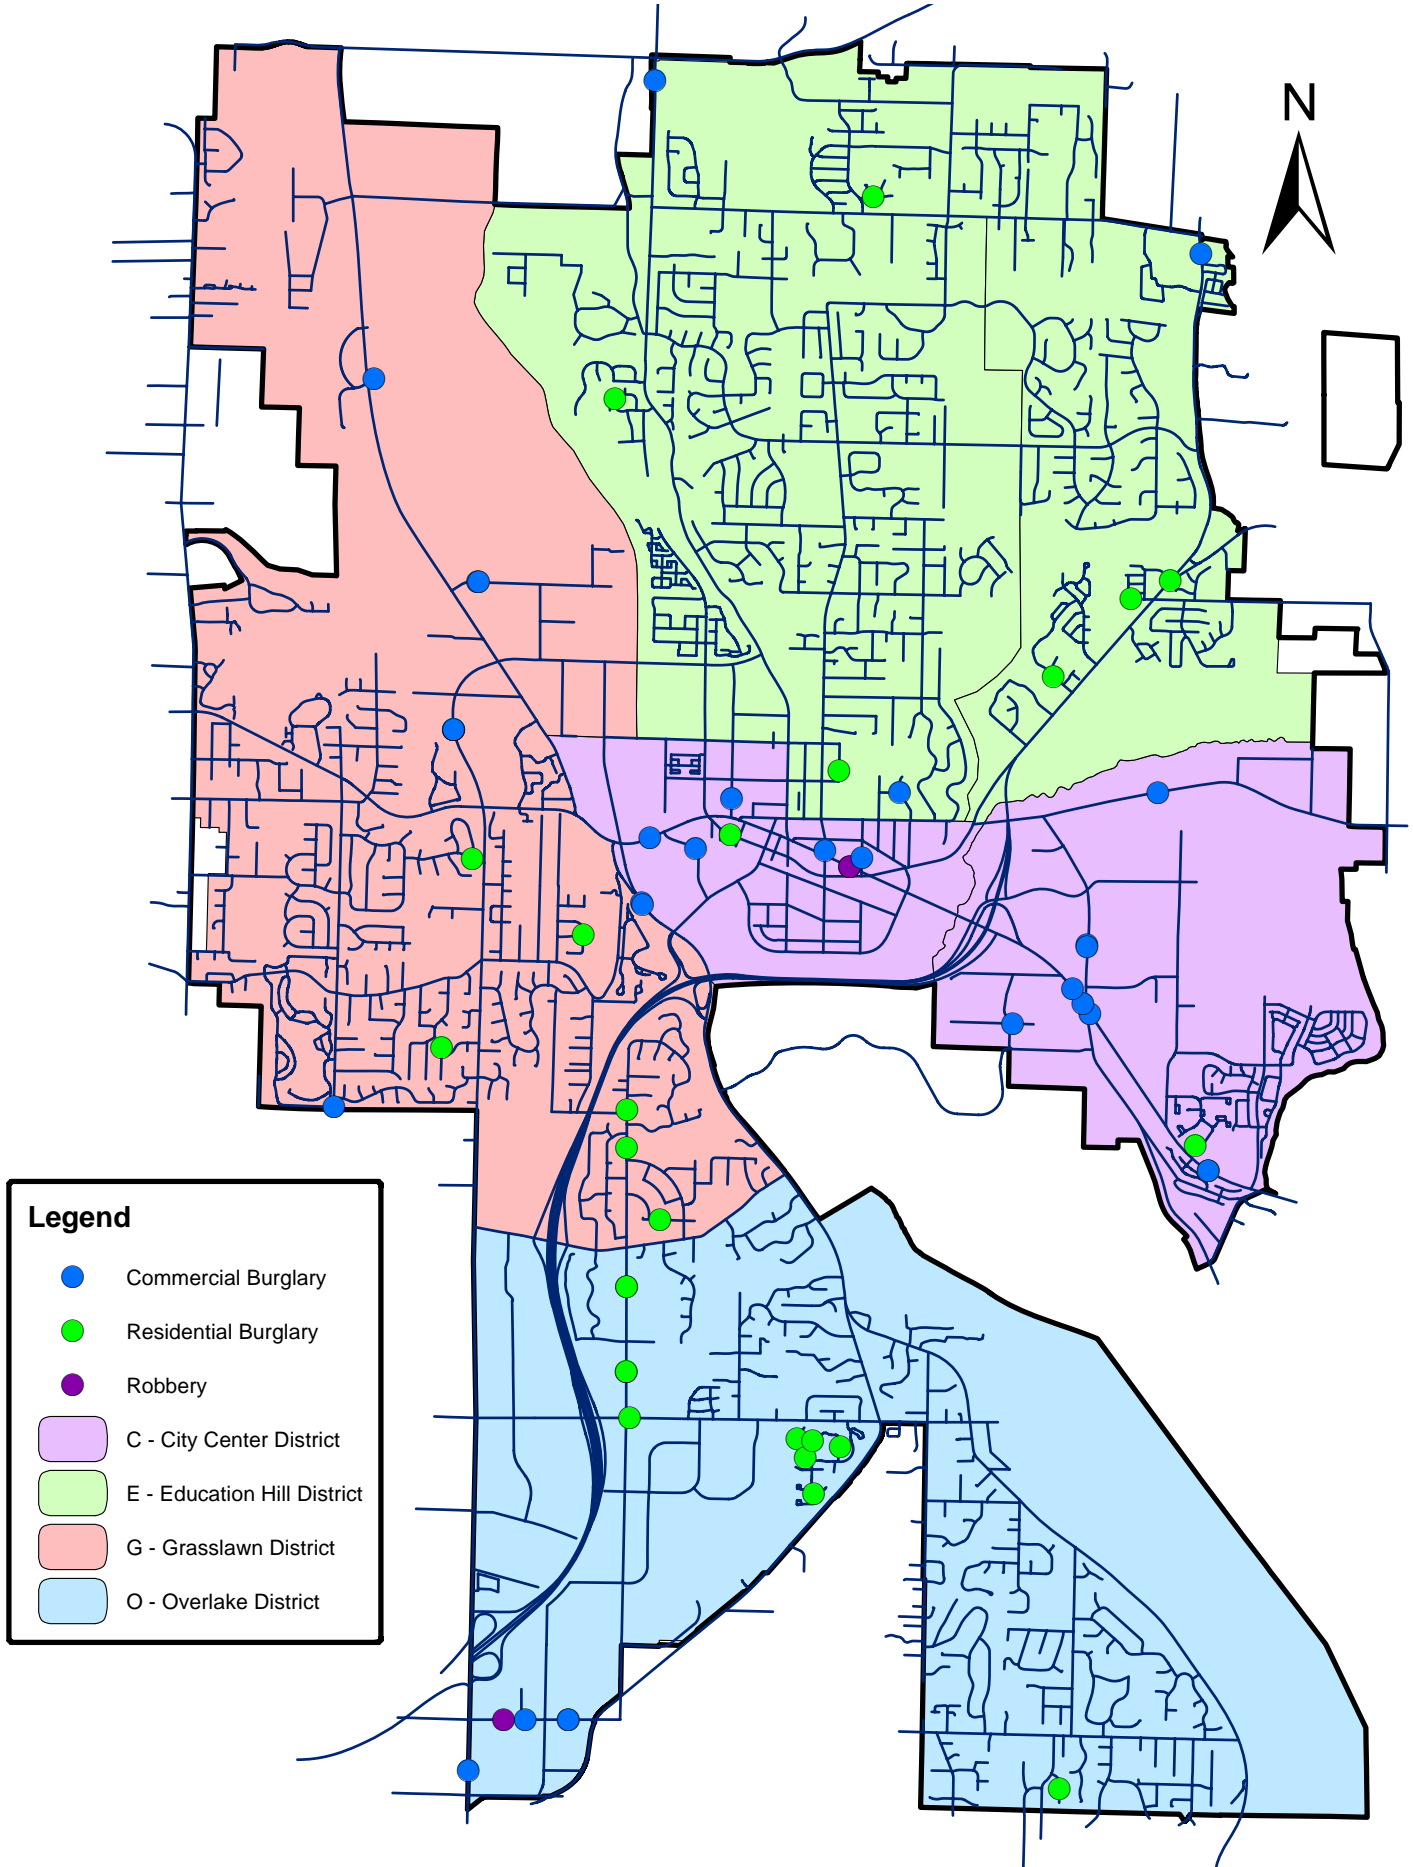 N
Legend
Commercial Burglary
Residential Burglary
Robbery
C - City Center District
E - Education Hill District
G - Grasslawn District
O - Overlake District